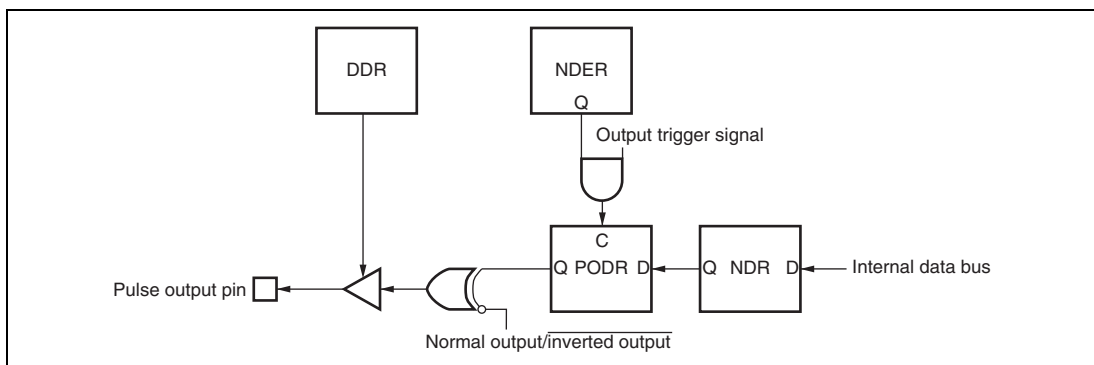 DDR
NDER
Q
Output trigger signal
C
Q PODR D
Q NDR D
Internal data bus
Pulse output pin
Normal output/inverted output